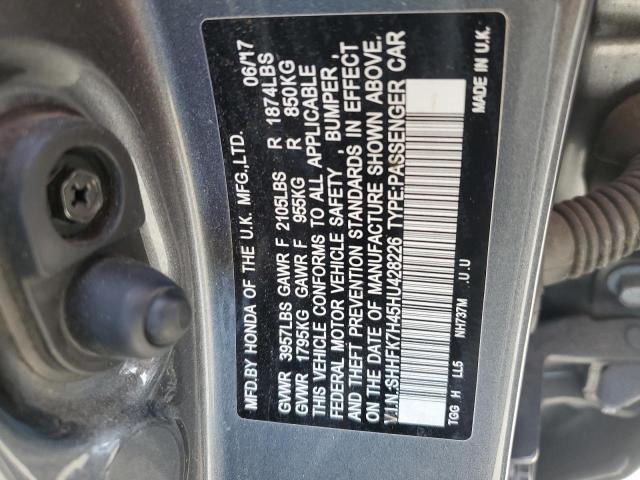 MFD.BY HONDA OF THE U.K. MFG.,LTD. 06/17
GVWR 3957LBS GAWR F 2105LBS R 1874LBS
GVWR 1795KG GAWR F 955KG R 850KG
THIS VEHICLE CONFORMS TO ALL APPLICABLE
FEDERAL MOTOR VEHICLE SAFETY , BUMPER ,
AND THEFT PREVENTION STANDARDS IN EFFECT
ON THE DATE OF MANUFACTURE SHOWN ABOVE.
V.I.N.:SHHFK7H45HU428226 TYPE:PASSENGER CAR
TGG H LL5 NH737M .U.U MADE IN U.K.